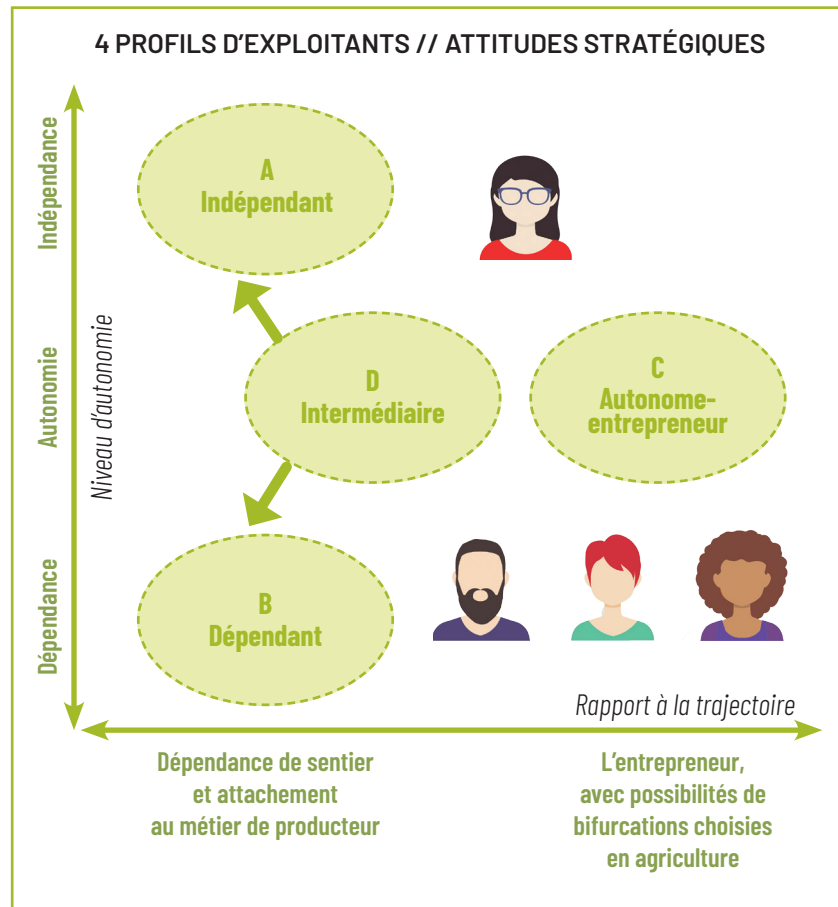 4 PROFILS D'EXPLOITANTS // ATTITUDES STRATÉGIQUES
Indépendance
Autonomie
Dépendance
Niveau d'autonomie
A
Indépendant
D
Intermédiaire
C
Autonome-
entrepreneur
B
Dépendant
Rapport à la trajectoire
Dépendance de sentier
et attachement
au métier de producteur
L'entrepreneur,
avec possibilités de
bifurcations choisies
en agriculture